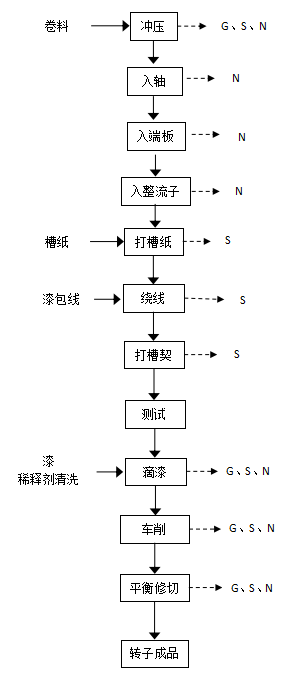 卷料 冲压 G、S、N
入轴 N
入端板 N
入整流子 N
槽纸 打槽纸 S
漆包线 绕线 S
打槽契 S
测试
漆
稀释剂清洗 滴漆 G、S、N
车削 G、S、N
平衡修切 G、S、N
转子成品